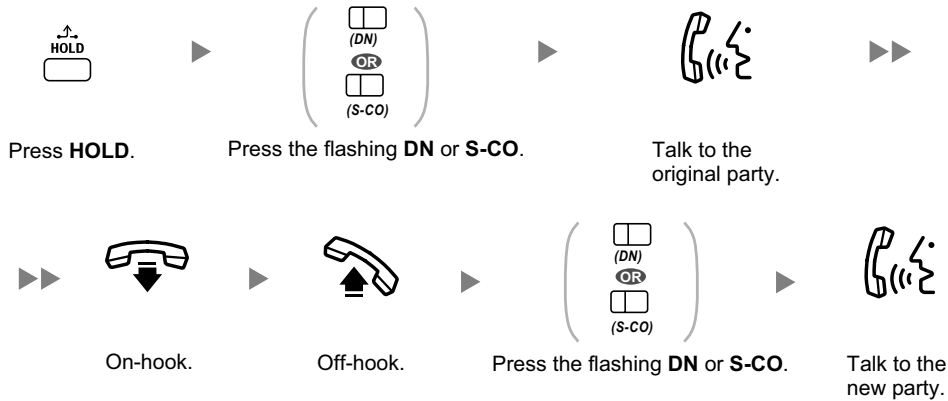 HOLD
(DN)
OR
(S-CO)
Press HOLD.
Press the flashing DN or S-CO.
Talk to the
original party.
On-hook.
Off-hook.
(DN)
OR
(S-CO)
Press the flashing DN or S-CO.
Talk to the
new party.